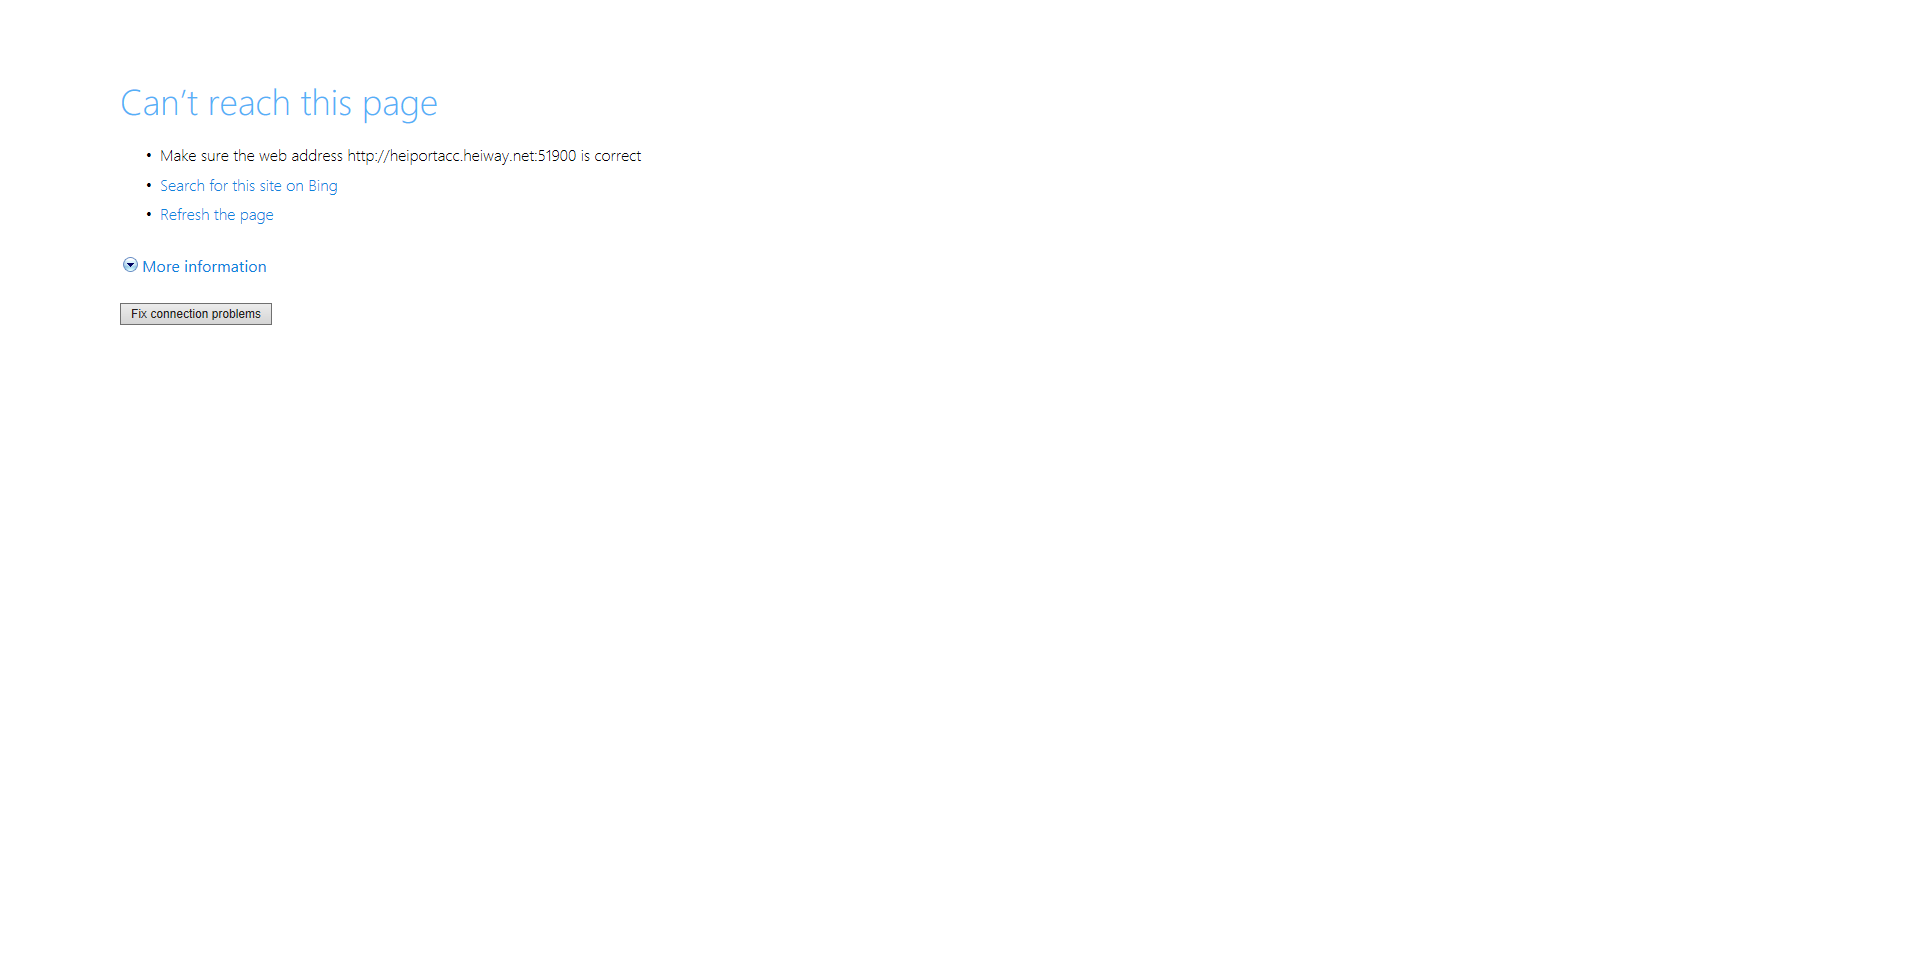 Can’t reach this page
• Make sure the web address http://heiportacc.heiway.net:51900 is correct
• Search for this site on Bing
• Refresh the page
More information
Fix connection problems